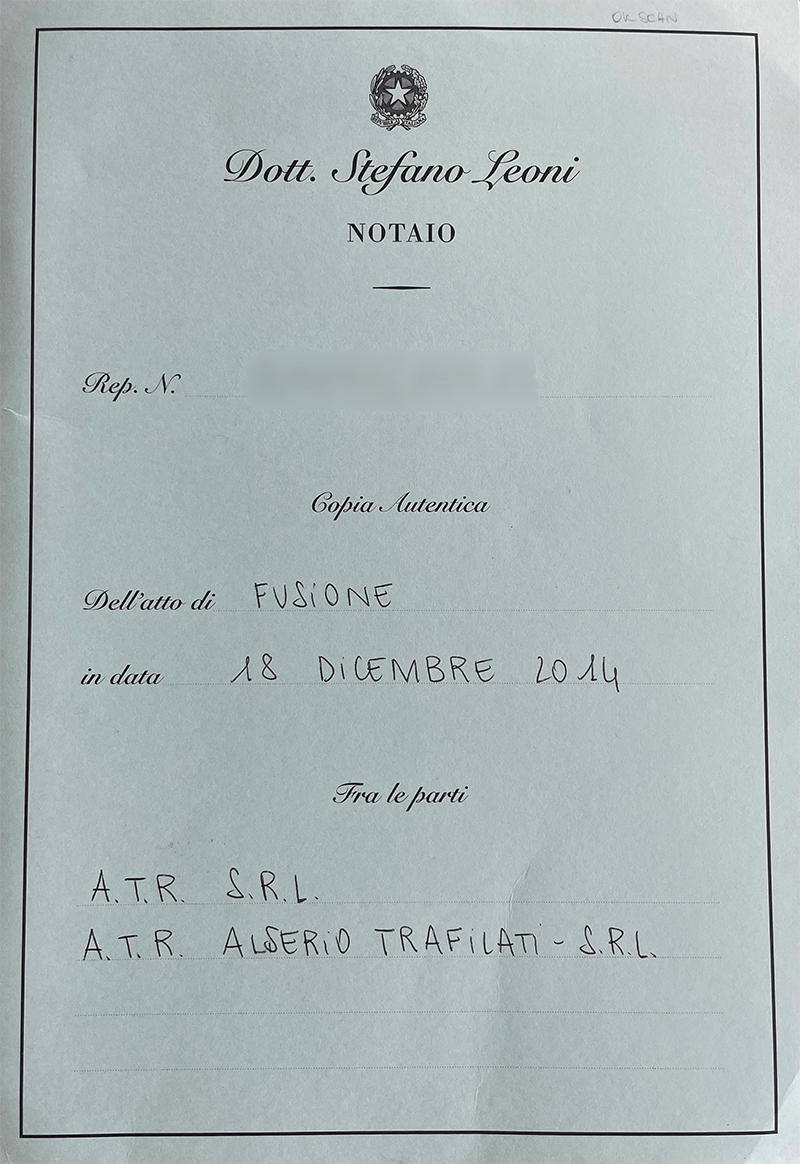 OK SCAN
Dott. Stefano Leoni
NOTAIO
Rep. N.
Copia Autentica
Dell'atto di FUSIONE
in data 18 DICEMBRE 2014
Fra le parti
A.T.R. S.R.L.
A.T.R. ALSERIO TRAFILATI - S.R.L.